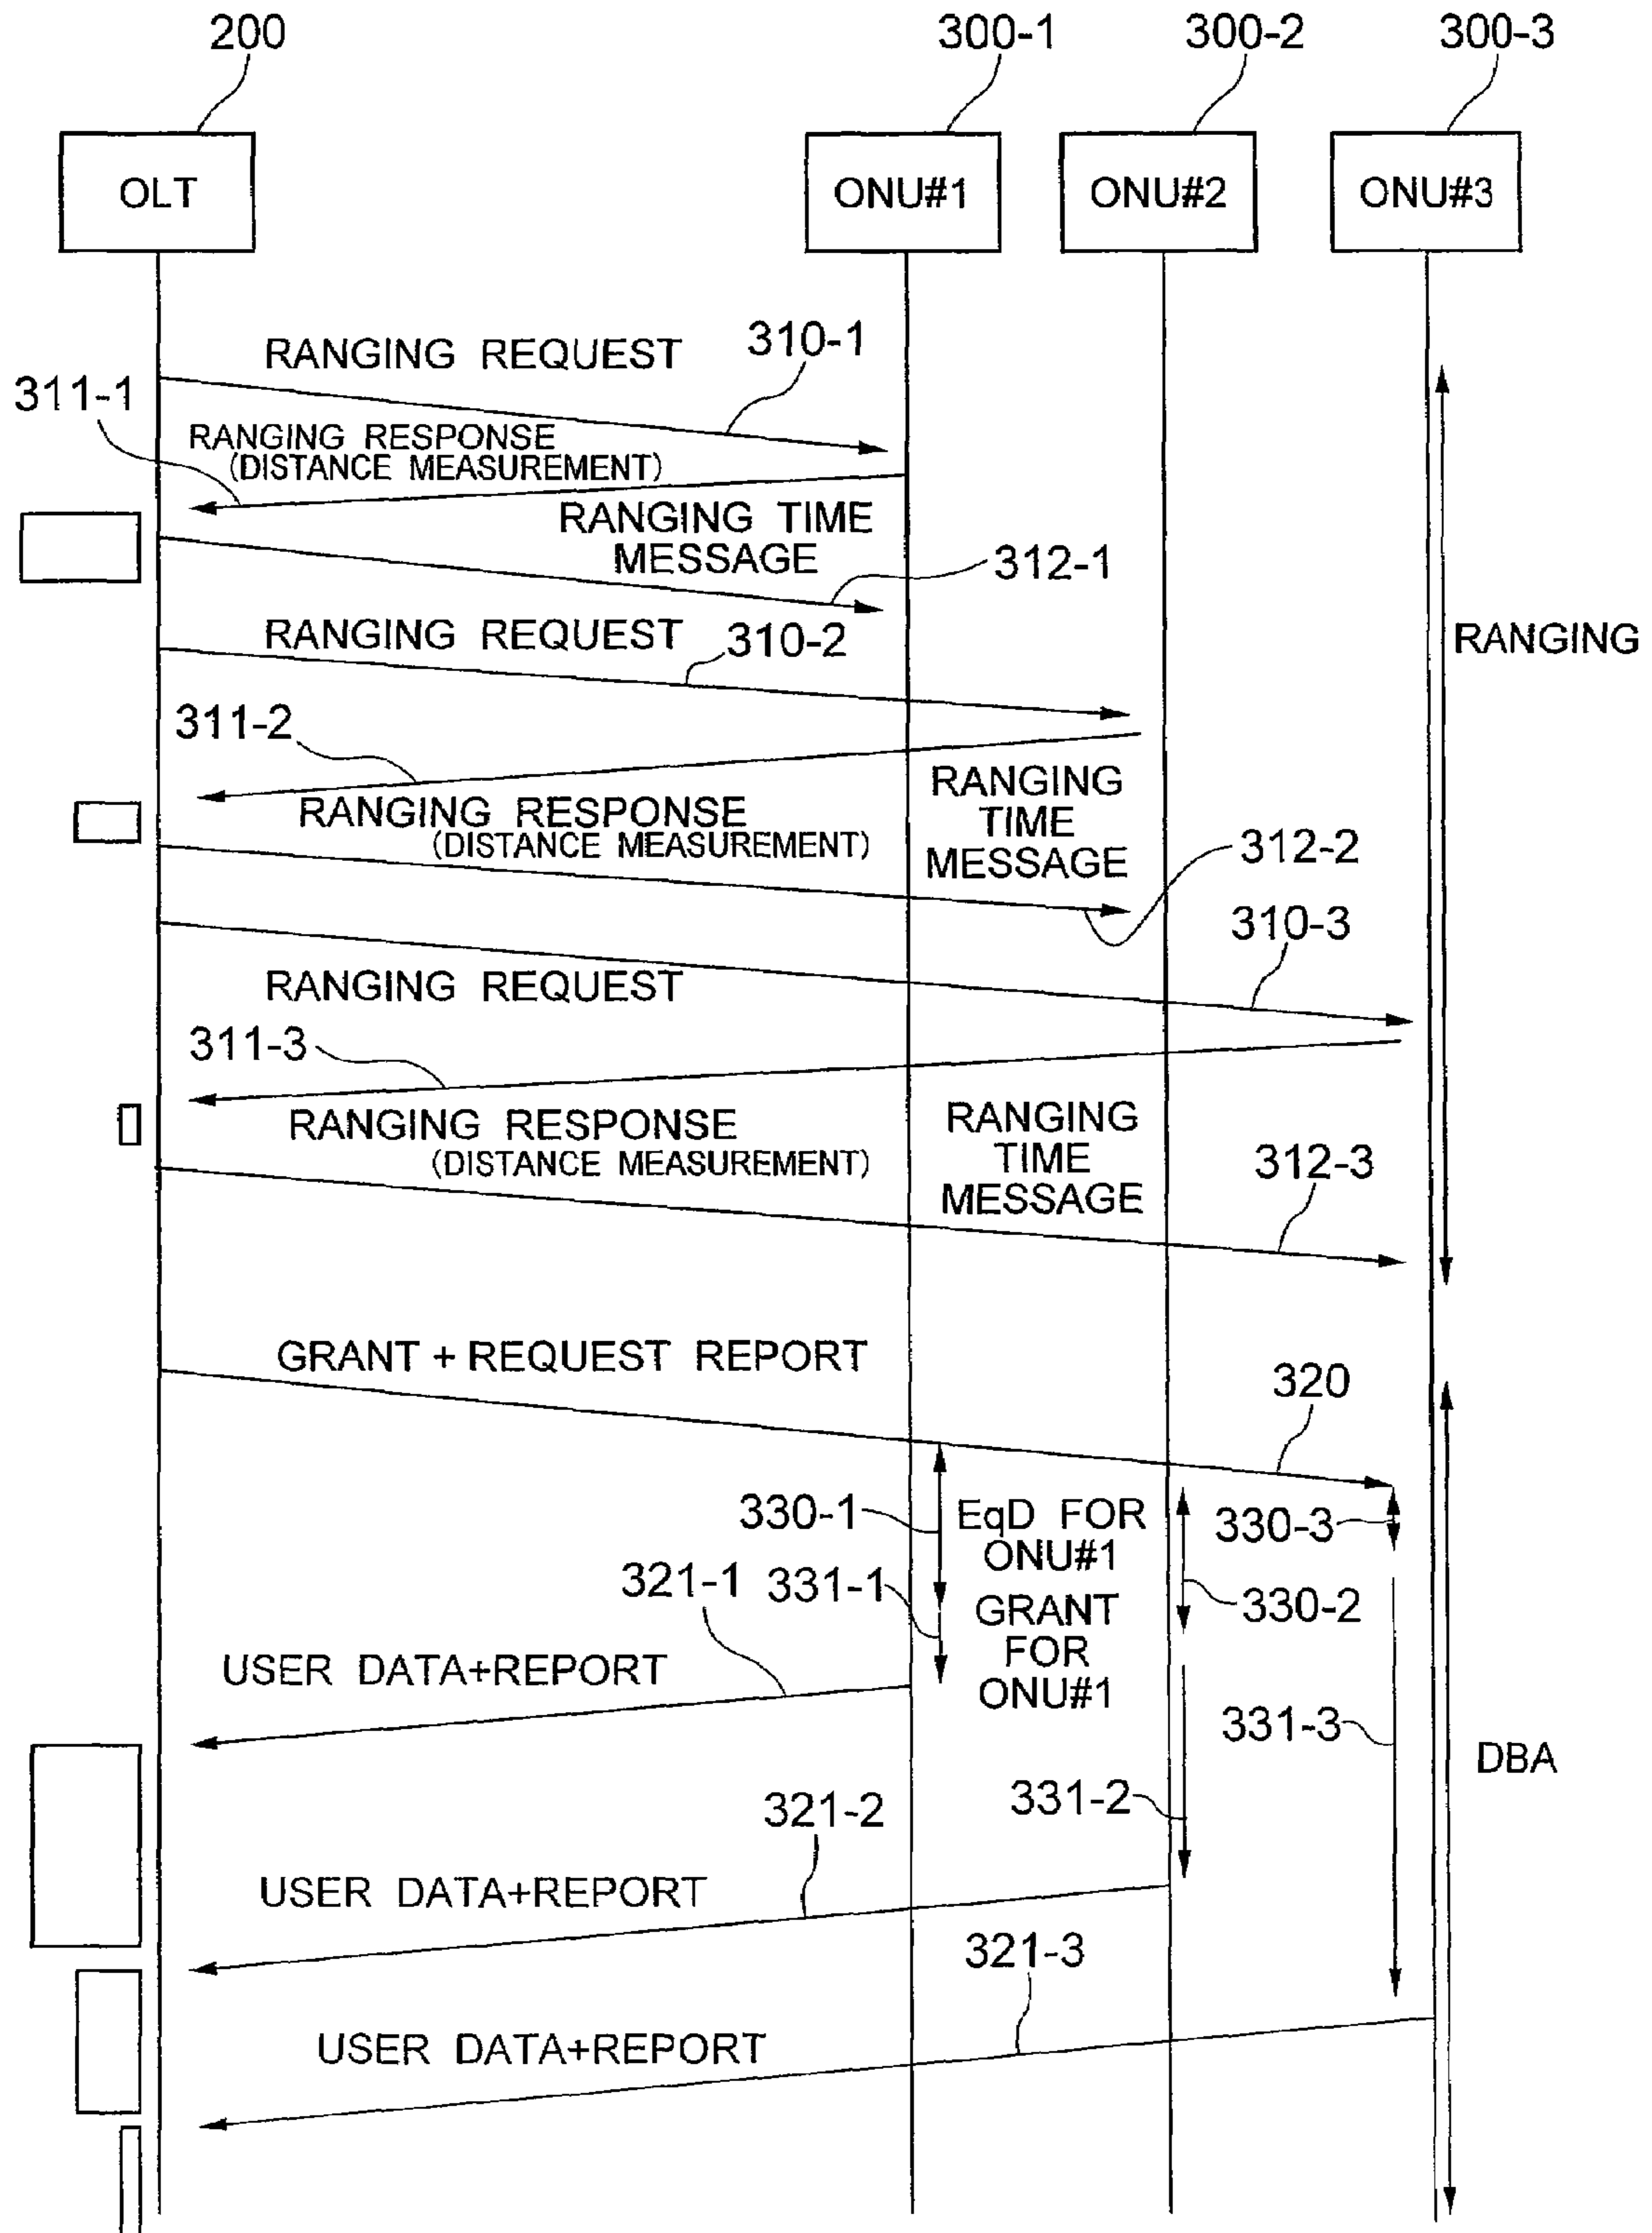 200
300-1
300-2
300-3
OLT
ONU#1
ONU#2
ONU#3
RANGING REQUEST
310-1
311-1
RANGING RESPONSE
(DISTANCE MEASUREMENT)
RANGING TIME
MESSAGE
312-1
RANGING REQUEST
310-2
RANGING
311-2
RANGING RESPONSE
(DISTANCE MEASUREMENT)
RANGING
TIME
MESSAGE
312-2
310-3
RANGING REQUEST
311-3
RANGING RESPONSE
(DISTANCE MEASUREMENT)
RANGING
TIME
MESSAGE
312-3
GRANT + REQUEST REPORT
320
330-1
EqD FOR
ONU#1
330-3
321-1
331-1
GRANT
FOR
ONU#1
330-2
USER DATA+REPORT
331-3
DBA
321-2
331-2
USER DATA+REPORT
321-3
USER DATA+REPORT